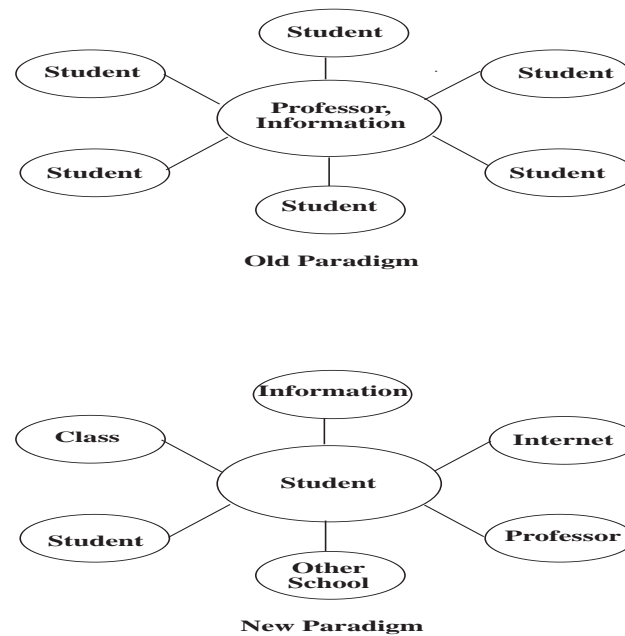 Student
Student
Student
Professor,
Information
Student
Student
Student
Old Paradigm
Information
Class
Internet
Student
Student
Professor
Other
School
New Paradigm